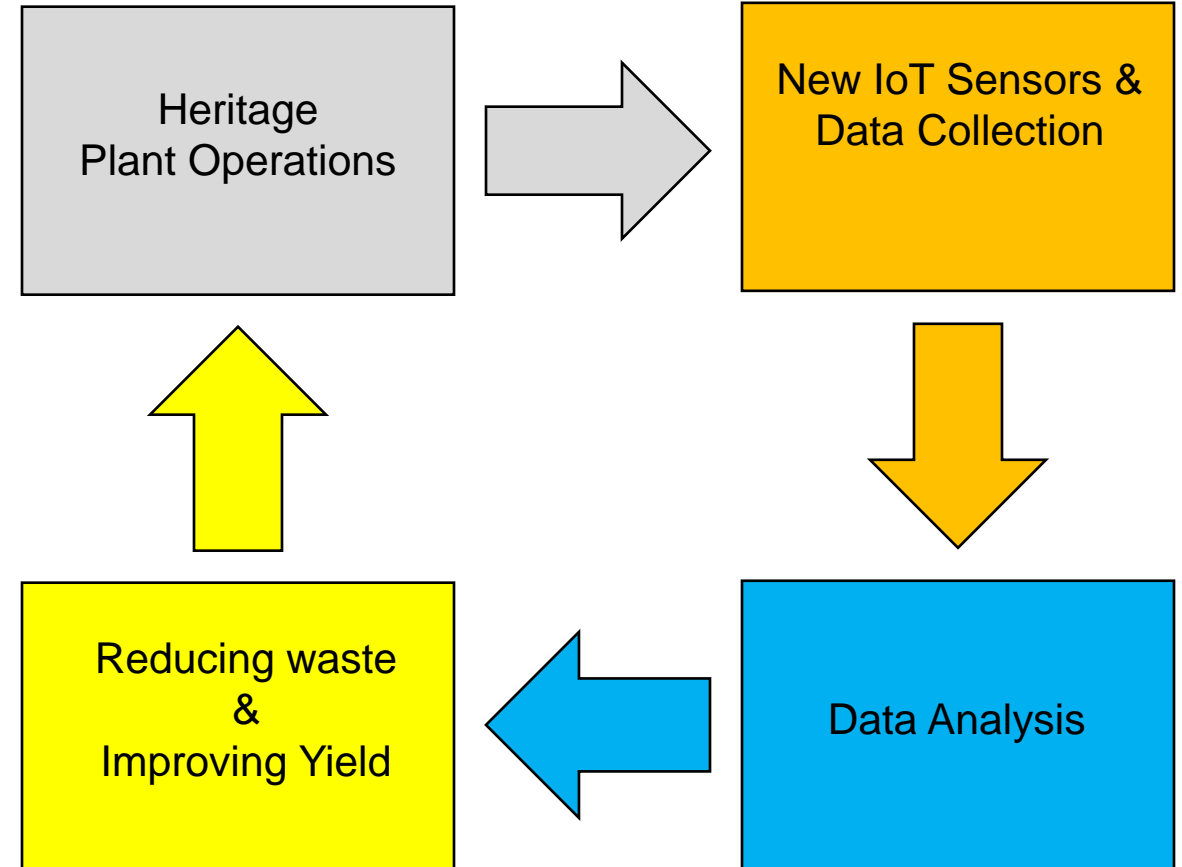 Heritage
Plant Operations
New IoT Sensors &
Data Collection
Reducing waste
&
Improving Yield
Data Analysis